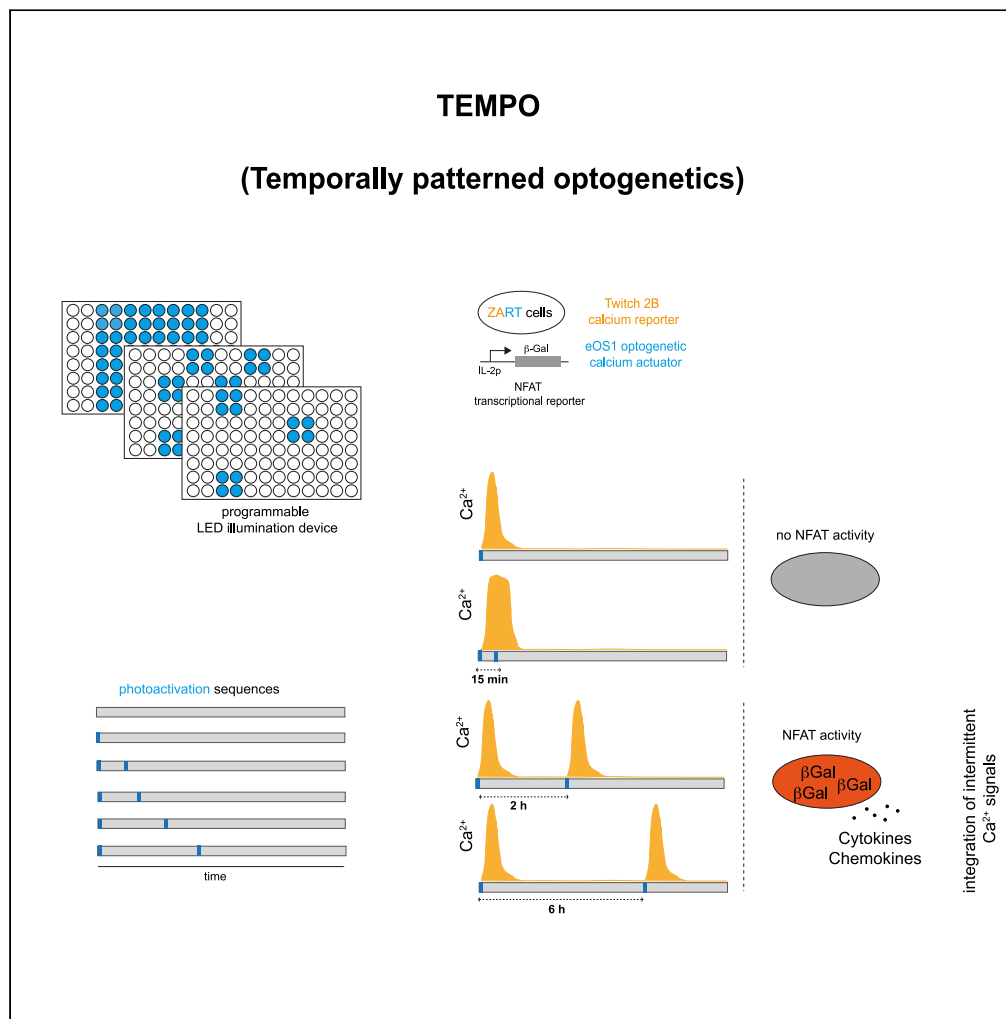 TEMPO
(Temporally patterned optogenetics)
programmable
LED illumination device
ZART cells
Twitch 2B
calcium reporter
β-Gal
IL-2p
NFAT
transcriptional reporter
eOS1 optogenetic
calcium actuator
Ca²⁺
no NFAT activity
Ca²⁺
15 min
photoactivation sequences
time
Ca²⁺
2 h
Ca²⁺
6 h
NFAT activity
βGal
βGal βGal
Cytokines
Chemokines
integration of intermittent
Ca²⁺ signals